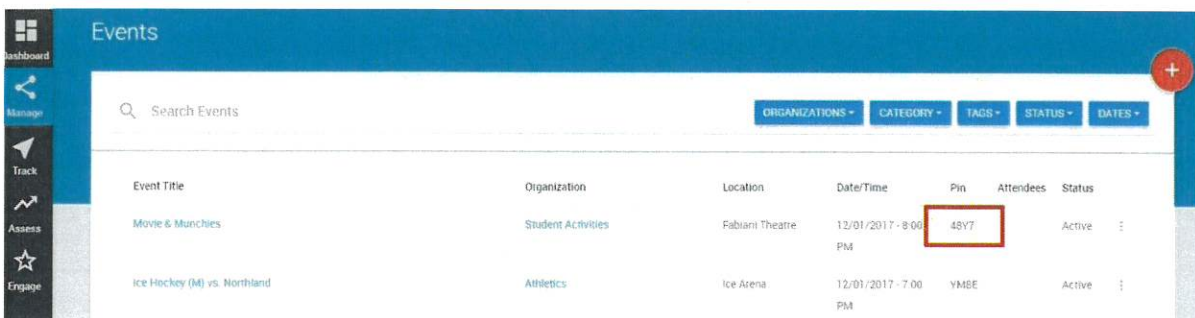 Events
Dashboard
Manage
Track
Assess
Engage
+
Search Events
ORGANIZATIONS
CATEGORY
TAGS
STATUS
DATES
Event Title Organization Location Date/Time Pin Attendees Status
Movie & Munchies Student Activities Fabiani Theatre 12/01/2017 - 8:00 48Y7 Active
PM
Ice Hockey (M) vs. Northland Athletics Ice Arena 12/01/2017 - 7:00 YM8E Active
PM